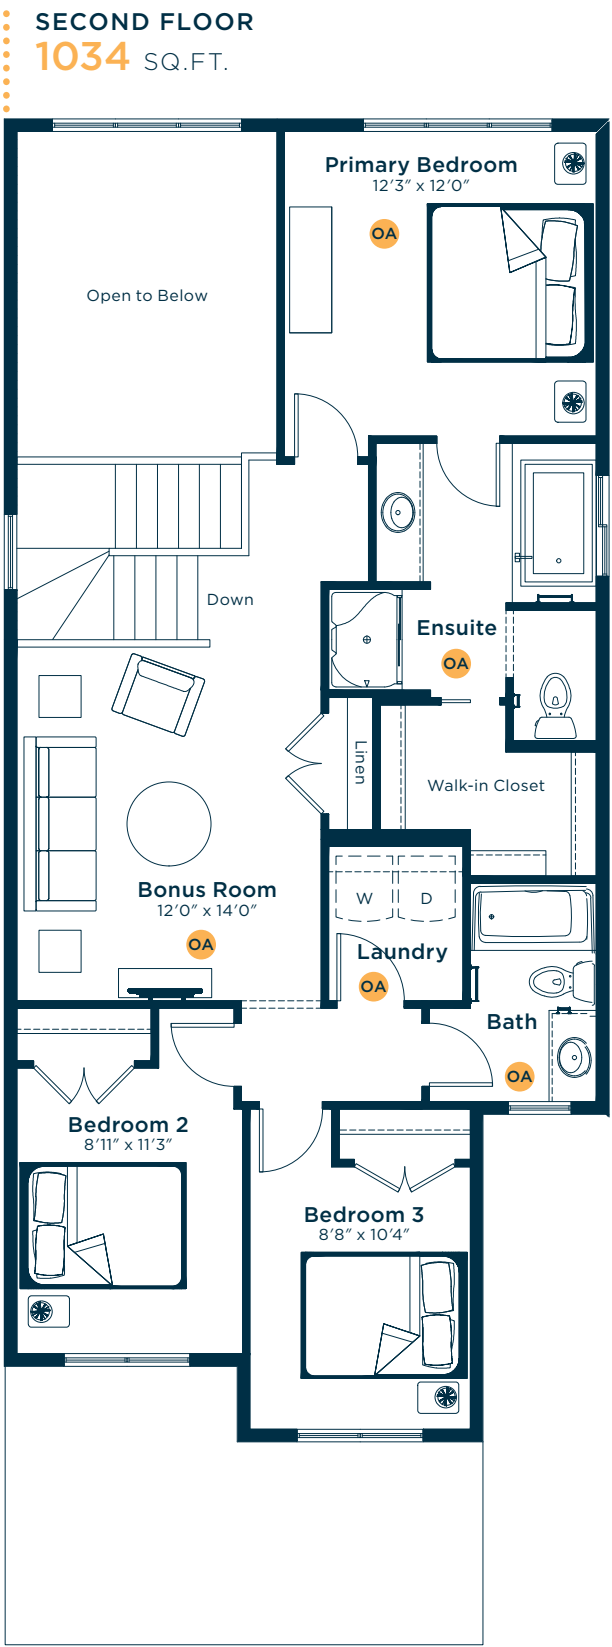 SECOND FLOOR
1034 SQ.FT.
Primary Bedroom
12'3" x 12'0"
OA
Open to Below
Down
Ensuite
OA
Linen
Walk-in Closet
Bonus Room
12'0" x 14'0"
OA
W D
Laundry
OA
Bath
OA
Bedroom 2
8'11" x 11'3"
Bedroom 3
8'8" x 10'4"